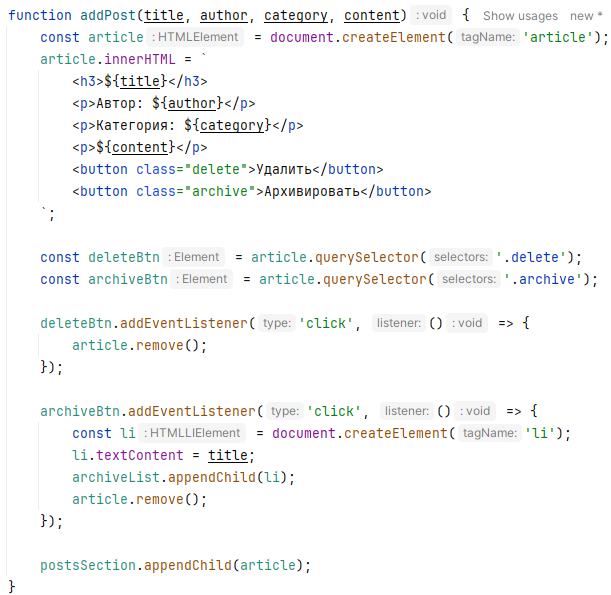 function addPost(title, author, category, content) : void { Show usages new *
    const article : HTMLElement = document.createElement( tagName: 'article');
    article.innerHTML = `
        <h3>${title}</h3>
        <p>Автор: ${author}</p>
        <p>Категория: ${category}</p>
        <p>${content}</p>
        <button class="delete">Удалить</button>
        <button class="archive">Архивировать</button>
    `;
    const deleteBtn : Element = article.querySelector( selectors: '.delete');
    const archiveBtn : Element = article.querySelector( selectors: '.archive');
    deleteBtn.addEventListener( type: 'click', listener: () : void => {
        article.remove();
    });
    archiveBtn.addEventListener( type: 'click', listener: () : void => {
        const li : HTMLLIElement = document.createElement( tagName: 'li');
        li.textContent = title;
        archiveList.appendChild(li);
        article.remove();
    });
    postsSection.appendChild(article);
}